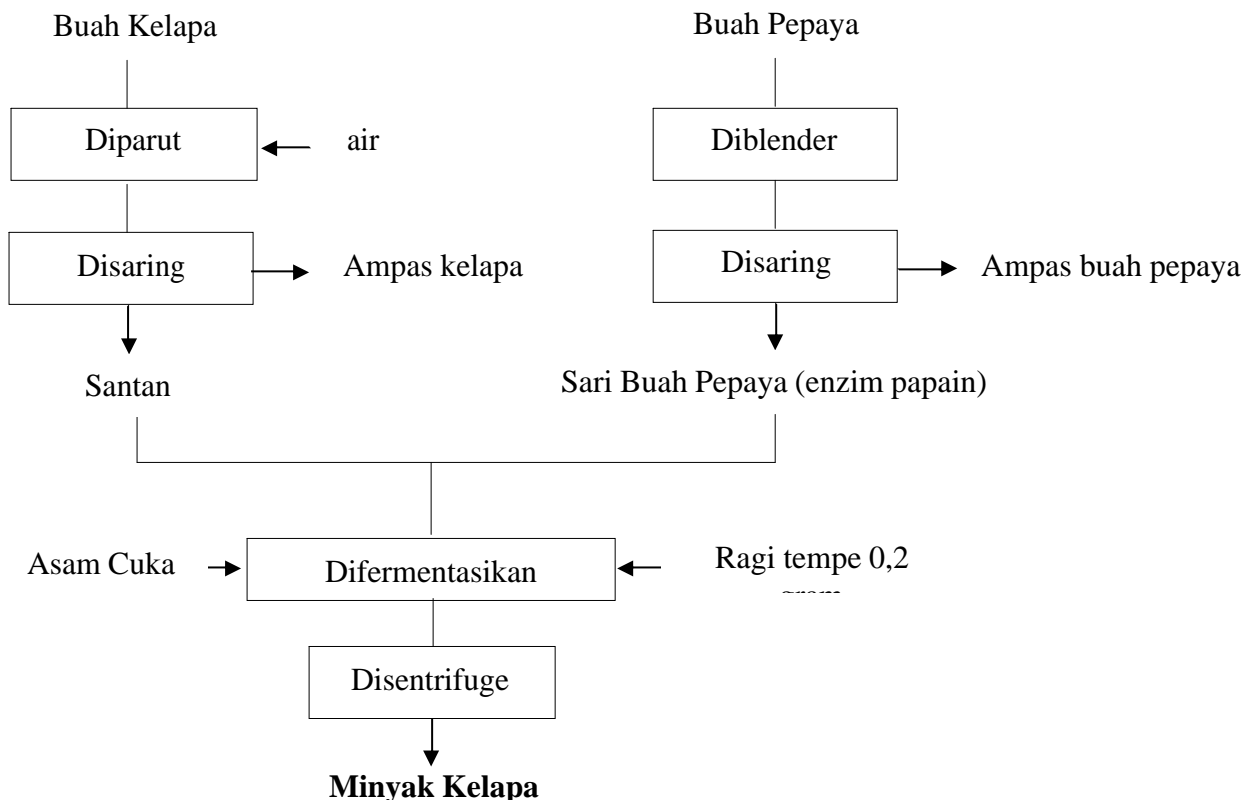 Buah Kelapa
Buah Pepaya
Diparut
air
Diblender
Disaring
Ampas kelapa
Disaring
Ampas buah pepaya
Santan
Sari Buah Pepaya (enzim papain)
Asam Cuka
Difermentasikan
Ragi tempe 0,2
Disentrifuge
Minyak Kelapa